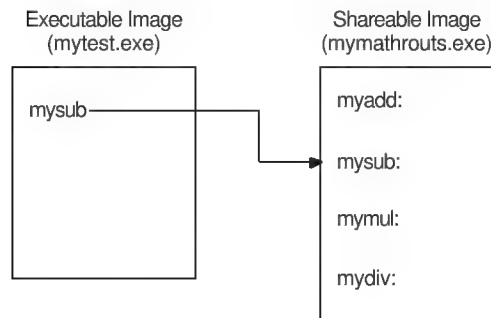 Executable Image
(mytest.exe)
mysub
Shareable Image
(mymathrouts.exe)
myadd:
mysub:
mymul:
mydiv: